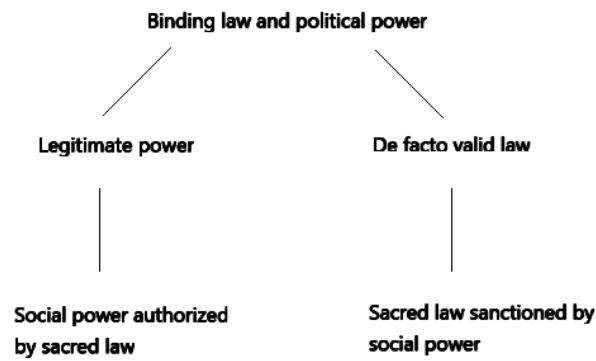 Binding law and political power
Legitimate power
De facto valid law
Social power authorized
by sacred law
Sacred law sanctioned by
social power